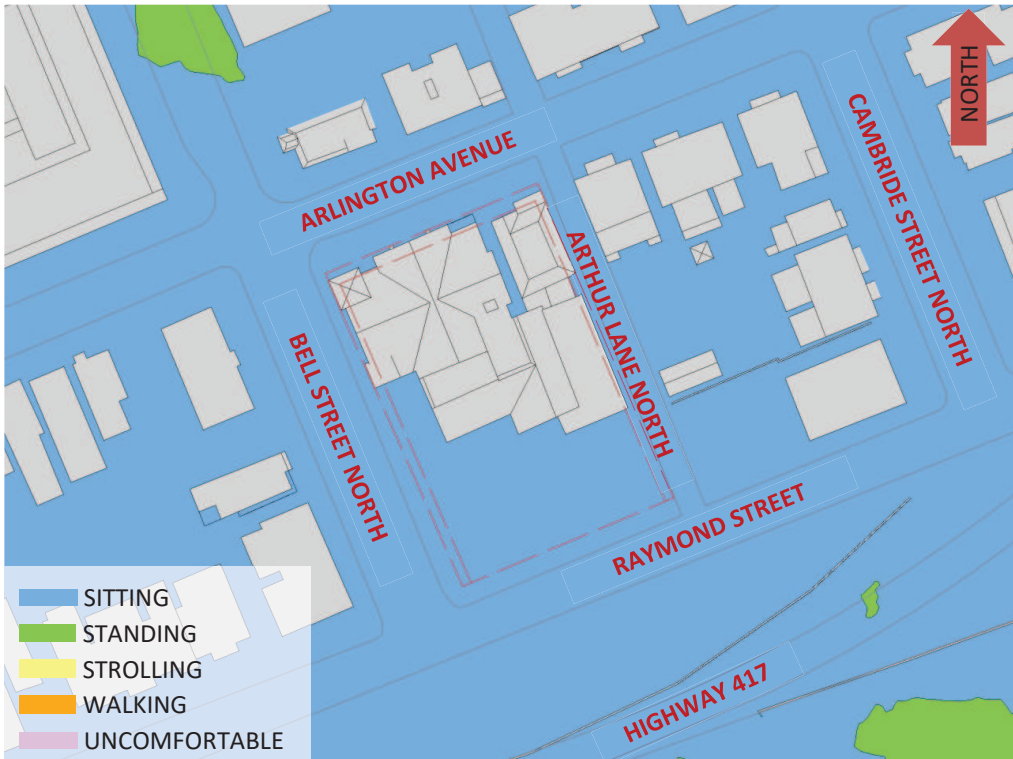 NORTH
ARLINGTON AVENUE
CAMBRIDE STREET NORTH
ARTHUR LANE NORTH
BELL STREET NORTH
RAYMOND STREET
HIGHWAY 417
SITTING
STANDING
STROLLING
WALKING
UNCOMFORTABLE